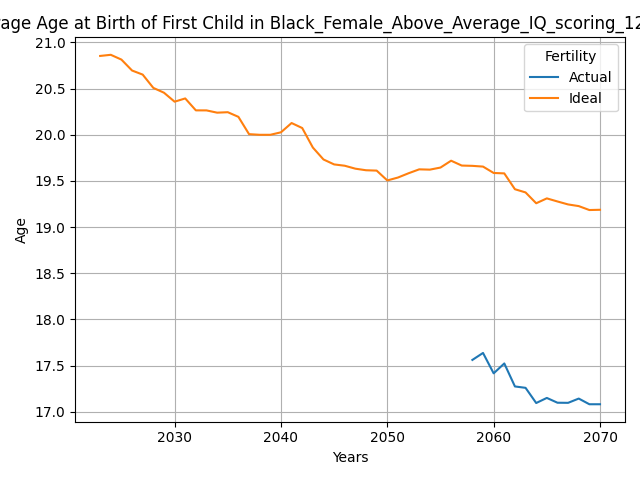 rage Age at Birth of First Child in Black_Female_Above_Average_IQ_scoring_12
21.0
20.5
20.0
19.5
19.0
18.5
18.0
17.5
17.0
Age
Fertility
Actual
Ideal
2030 2040 2050 2060 2070
Years